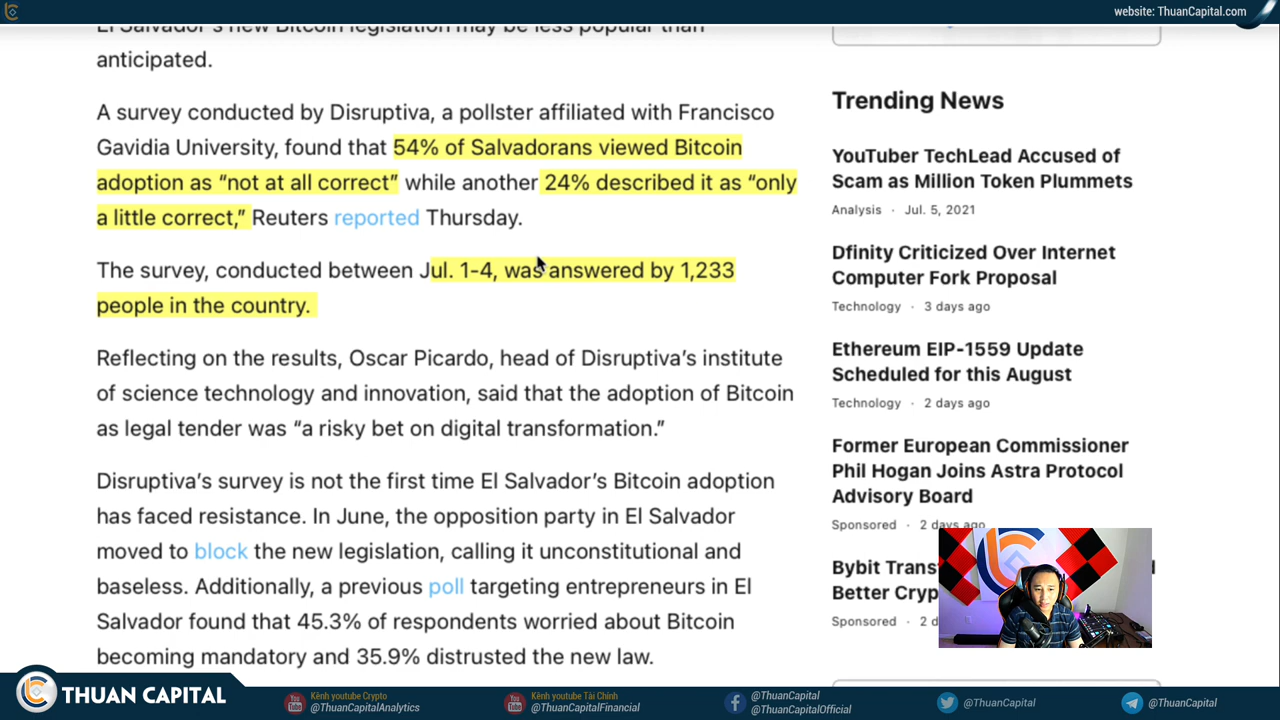 website: ThuanCapital.com
El Salvador's new Bitcoin legislation may be less popular than
anticipated.
A survey conducted by Disruptiva, a pollster affiliated with Francisco
Gavidia University, found that 54% of Salvadorans viewed Bitcoin
adoption as “not at all correct” while another 24% described it as “only
a little correct,” Reuters reported Thursday.
The survey, conducted between Jul. 1-4, was answered by 1,233
people in the country.
Reflecting on the results, Oscar Picardo, head of Disruptiva's institute
of science technology and innovation, said that the adoption of Bitcoin
as legal tender was “a risky bet on digital transformation.”
Disruptiva's survey is not the first time El Salvador's Bitcoin adoption
has faced resistance. In June, the opposition party in El Salvador
moved to block the new legislation, calling it unconstitutional and
baseless. Additionally, a previous poll targeting entrepreneurs in El
Salvador found that 45.3% of respondents worried about Bitcoin
becoming mandatory and 35.9% distrusted the new law.
Trending News
YouTuber TechLead Accused of
Scam as Million Token Plummets
Analysis · Jul. 5, 2021
Dfinity Criticized Over Internet
Computer Fork Proposal
Technology · 3 days ago
Ethereum EIP-1559 Update
Scheduled for this August
Technology · 2 days ago
Former European Commissioner
Phil Hogan Joins Astra Protocol
Advisory Board
Sponsored · 2 days ago
Bybit
Better
Sponsored · 2
THUAN CAPITAL
Kênh youtube Crypto
@ThuanCapitalAnalytics
Kênh youtube Tài Chính
@ThuanCapitalFinancial
@ThuanCapital
@ThuanCapitalOfficial
@ThuanCapital
@ThuanCapital